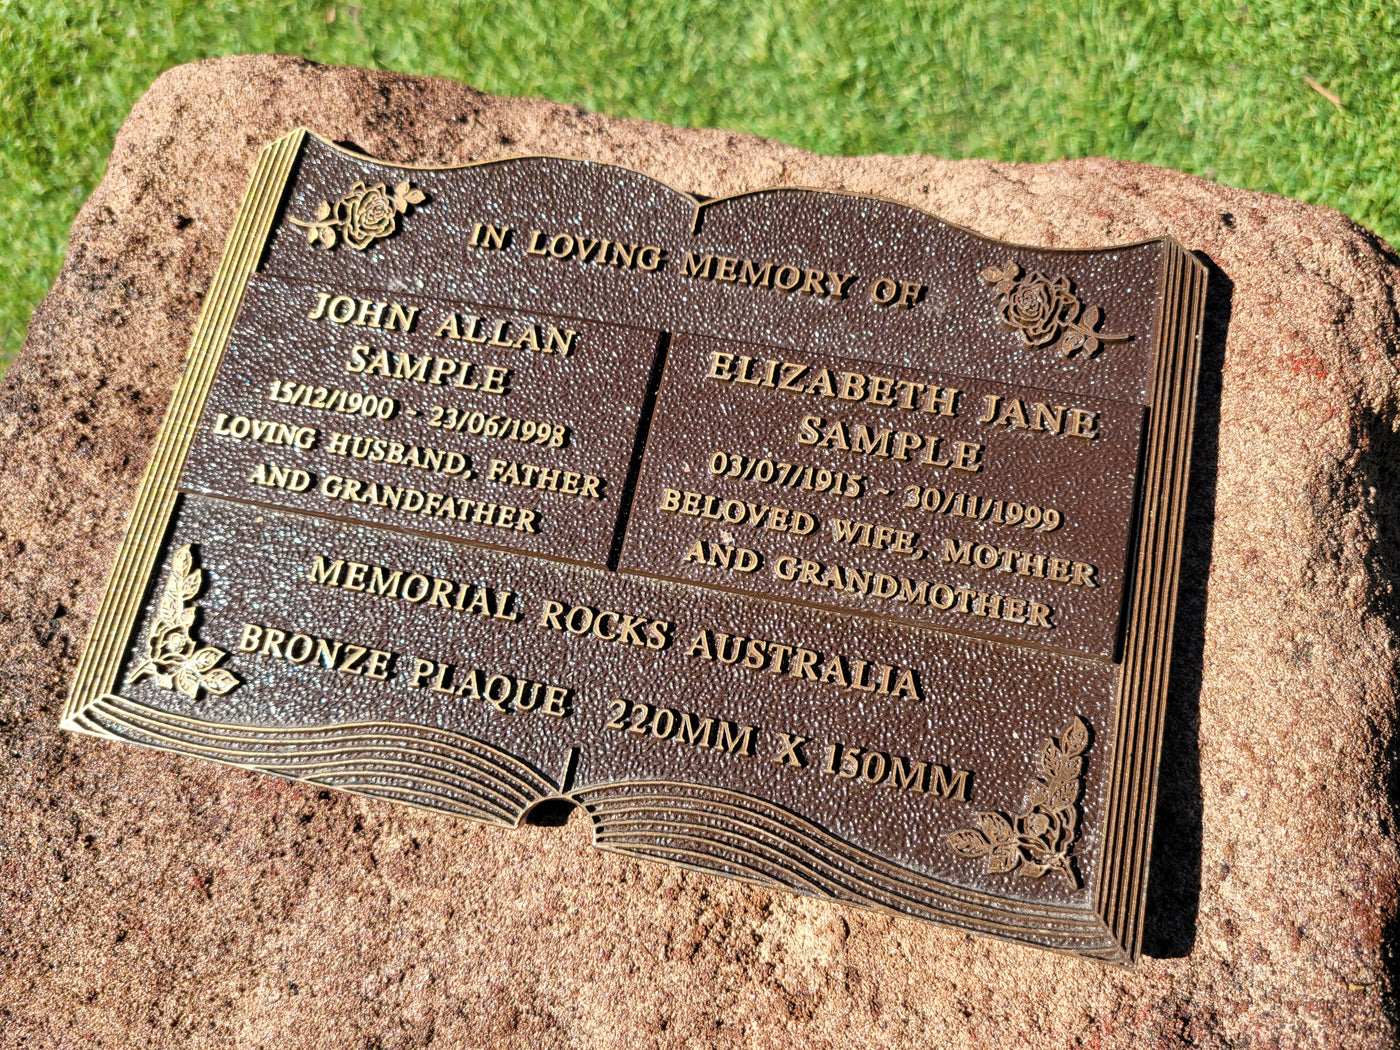 IN LOVING MEMORY OF
JOHN ALLAN
SAMPLE
15/12/1900 - 23/06/1998
LOVING HUSBAND, FATHER
AND GRANDFATHER
ELIZABETH JANE
SAMPLE
03/07/1915 - 30/11/1999
BELOVED WIFE, MOTHER
AND GRANDMOTHER
MEMORIAL ROCKS AUSTRALIA
BRONZE PLAQUE 220MM X 150MM